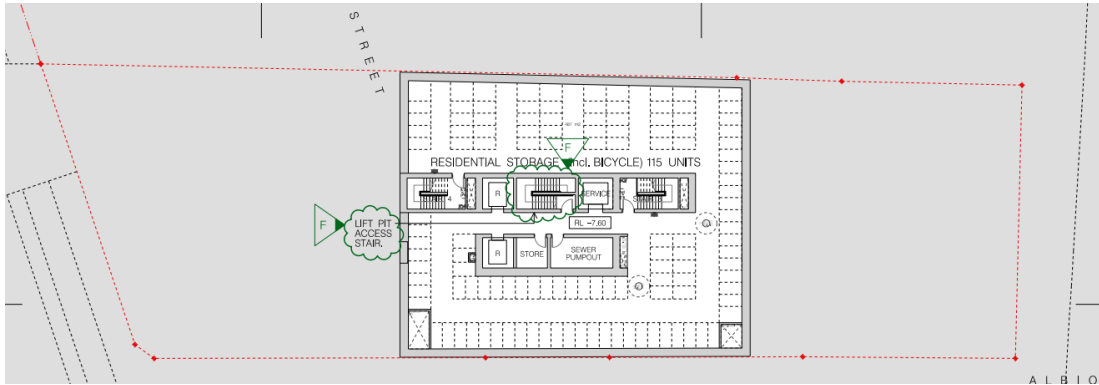 STREET
F
RESIDENTIAL STORAGE (incl. BICYCLE) 115 UNITS
R
SERVICE
F
LIFT PIT
ACCESS
STAIR.
RL -7.60
R
STORE
SEWER
PUMPOUT
ALBIO